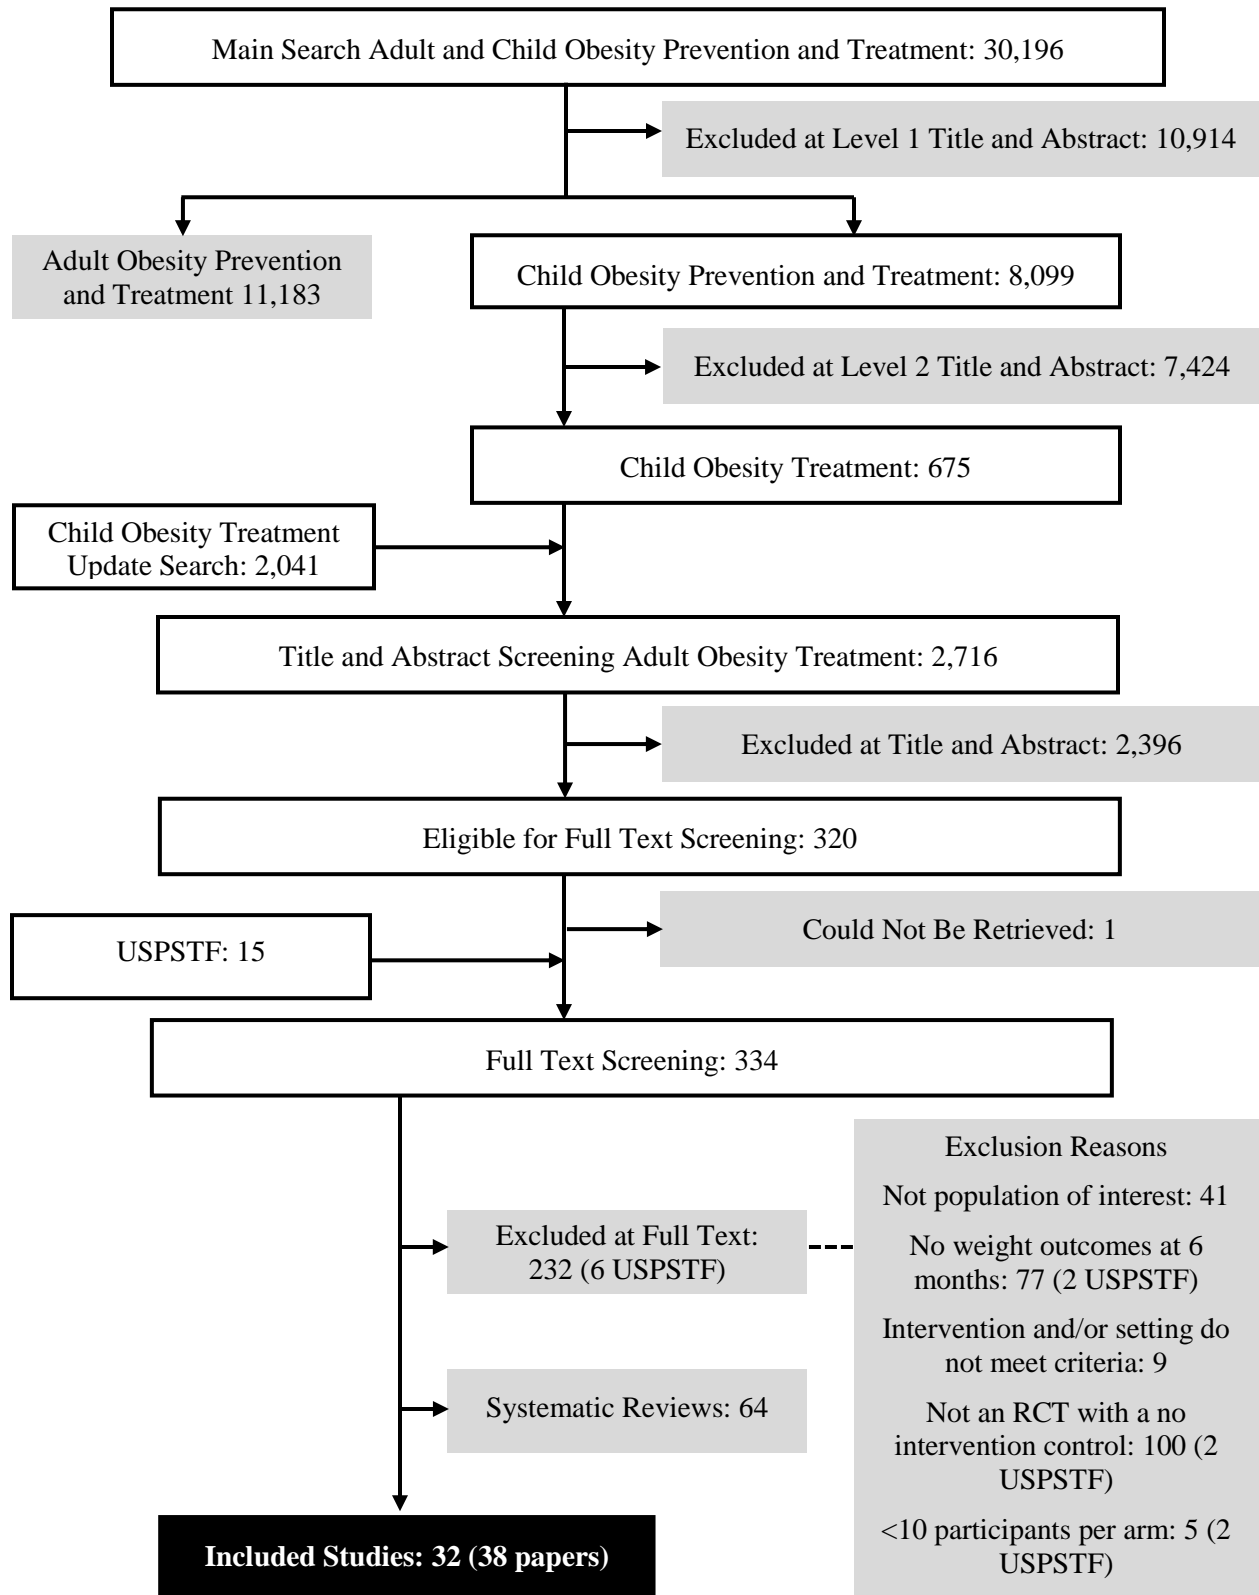 Main Search Adult and Child Obesity Prevention and Treatment: 30,196
Excluded at Level 1 Title and Abstract: 10,914
Adult Obesity Prevention
and Treatment 11,183
Child Obesity Prevention and Treatment: 8,099
Excluded at Level 2 Title and Abstract: 7,424
Child Obesity Treatment: 675
Child Obesity Treatment
Update Search: 2,041
Title and Abstract Screening Adult Obesity Treatment: 2,716
Excluded at Title and Abstract: 2,396
Eligible for Full Text Screening: 320
Could Not Be Retrieved: 1
USPSTF: 15
Full Text Screening: 334
Excluded at Full Text:
232 (6 USPSTF)
Exclusion Reasons
Not population of interest: 41
No weight outcomes at 6
months: 77 (2 USPSTF)
Intervention and/or setting do
not meet criteria: 9
Not an RCT with a no
intervention control: 100 (2
USPSTF)
<10 participants per arm: 5 (2
USPSTF)
Systematic Reviews: 64
Included Studies: 32 (38 papers)